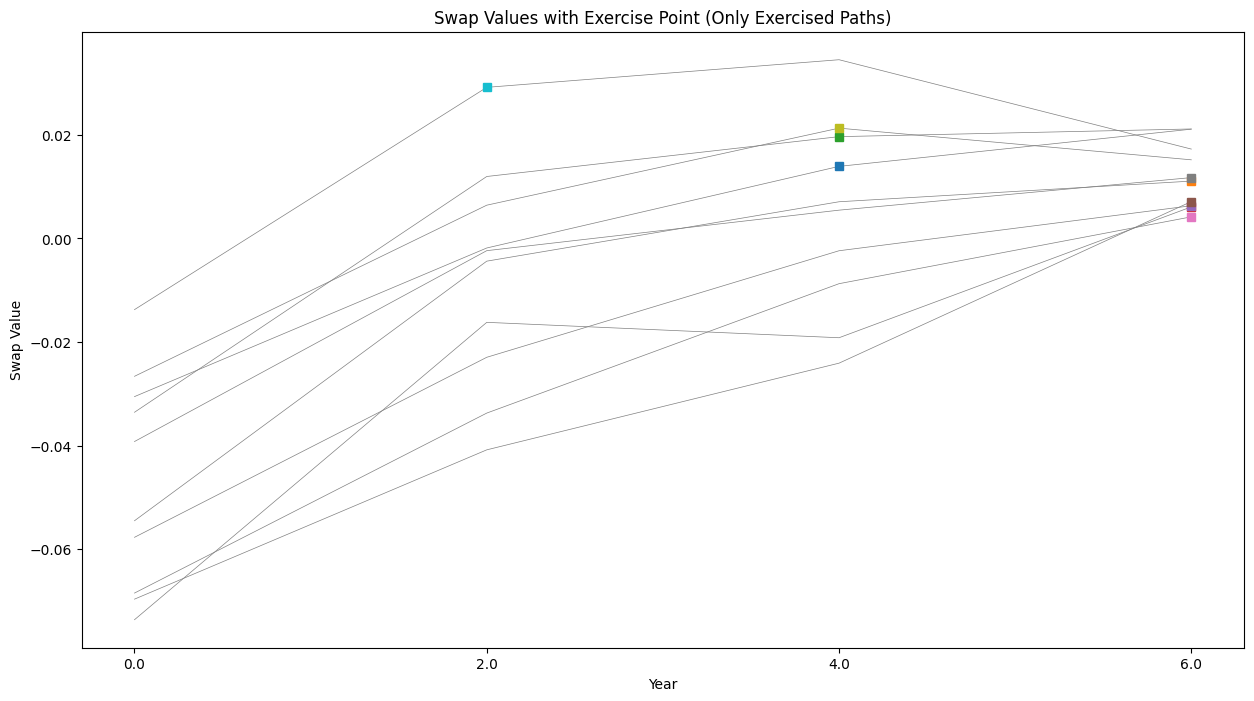 Swap Values with Exercise Point (Only Exercised Paths)
Swap Value
0.02
0.00
−0.02
−0.04
−0.06
0.0 2.0 4.0 6.0
Year